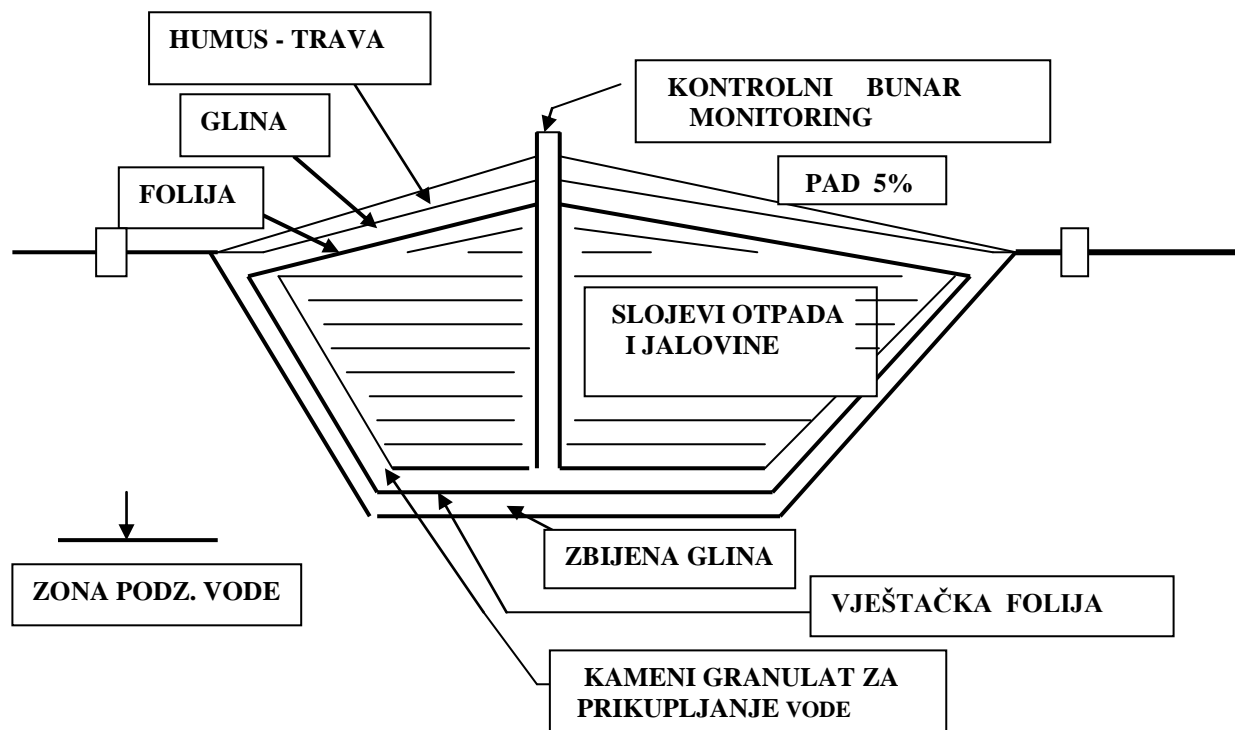 HUMUS - TRAVA
KONTROLNI BUNAR
MONITORING
GLINA
PAD 5%
FOLIJA
SLOJEVI OTPADA
I JALOVINE
ZBIJENA GLINA
ZONA PODZ. VODE
VJEŠTAČKA FOLIJA
KAMENI GRANULAT ZA
PRIKUPLJANJE VODE